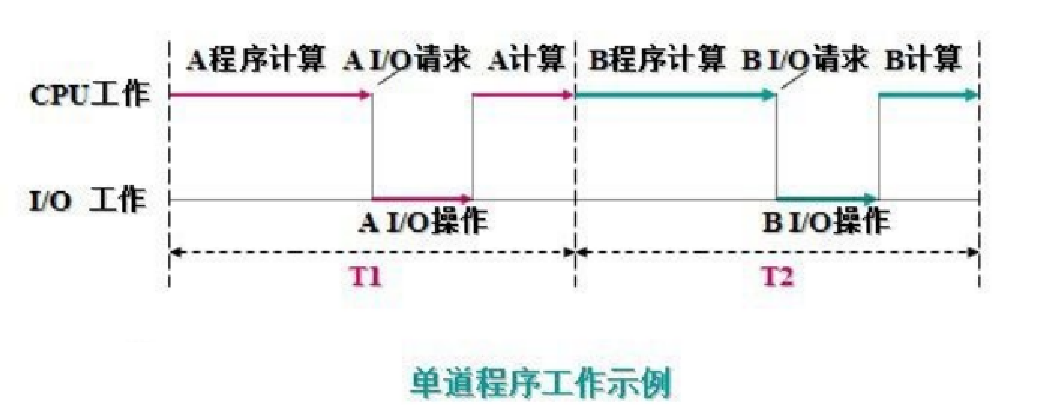 A程序计算 A I/O请求 A计算 B程序计算 B I/O请求 B计算
CPU工作
I/O 工作
A I/O操作 B I/O操作
T1 T2
单道程序工作示例